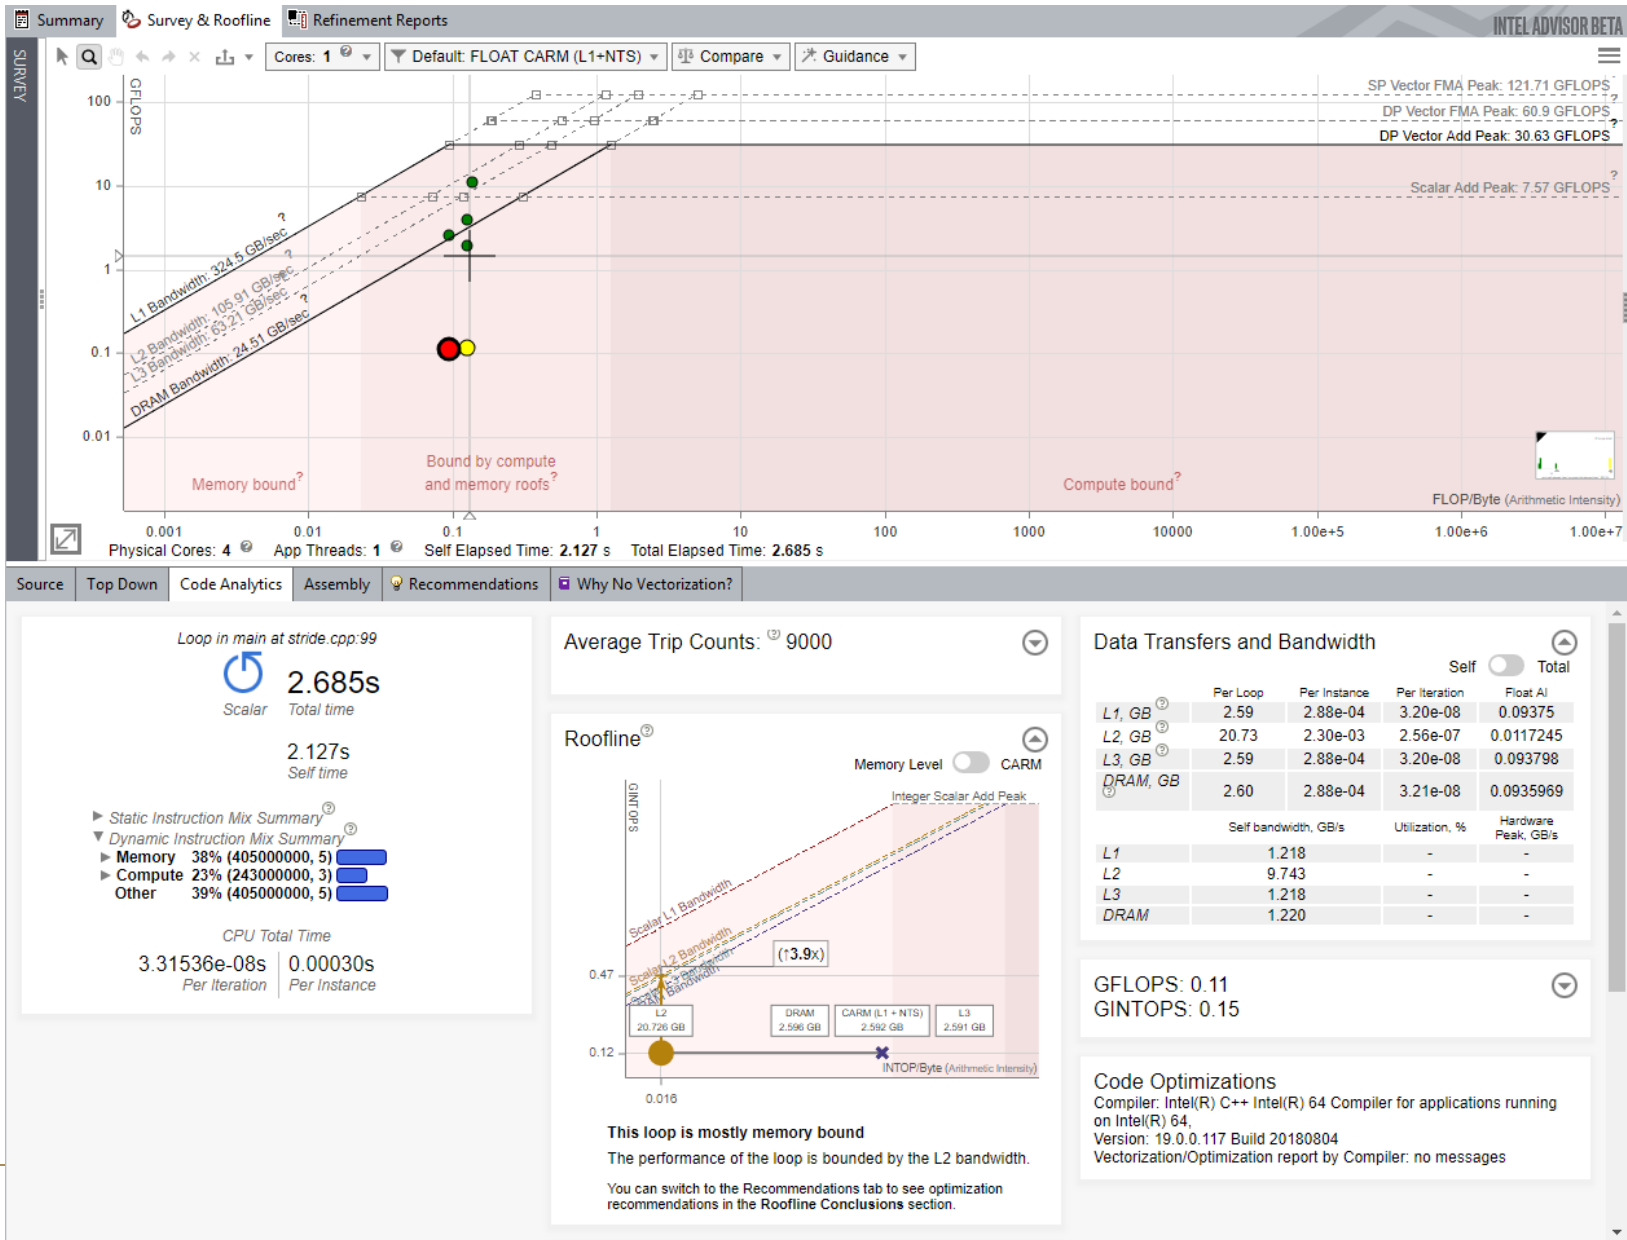 Summary
Survey & Roofline
Refinement Reports
INTEL ADVISOR BETA
SURVEY
Cores: 1 ?
Default: FLOAT CARM (L1+NTS)
Compare
Guidance
GFLOPS
100
10
1
0.1
0.01
SP Vector FMA Peak: 121.71 GFLOPS ?
DP Vector FMA Peak: 60.9 GFLOPS ?
DP Vector Add Peak: 30.63 GFLOPS ?
Scalar Add Peak: 7.57 GFLOPS ?
L1 Bandwidth: 324.5 GB/sec ?
L2 Bandwidth: 105.91 GB/sec ?
L3 Bandwidth: 63.21 GB/sec
DRAM Bandwidth: 24.51 GB/sec ?
Memory bound ?
Bound by compute
and memory roofs ?
Compute bound ?
FLOP/Byte (Arithmetic Intensity)
0.001 0.01 0.1 1 10 100 1000 10000 1.00e+5 1.00e+6 1.00e+7
Physical Cores: 4 ? App Threads: 1 ? Self Elapsed Time: 2.127 s Total Elapsed Time: 2.685 s
Source
Top Down
Code Analytics
Assembly
Recommendations
Why No Vectorization?
Loop in main at stride.cpp:99
2.685s
Scalar Total time
2.127s
Self time
Static Instruction Mix Summary ?
Dynamic Instruction Mix Summary ?
Memory 38% (405000000, 5)
Compute 23% (243000000, 3)
Other 39% (405000000, 5)
CPU Total Time
3.31536e-08s 0.00030s
Per Iteration Per Instance
Average Trip Counts: ? 9000
Roofline ?
Memory Level CARM
GINTOPS
Integer Scalar Add Peak
Scalar L1 Bandwidth
Scalar L2 Bandwidth
(↑3.9x)
0.47
L2
20.726 GB
DRAM
2.596 GB
CARM (L1 + NTS)
2.592 GB
L3
2.591 GB
0.12
INTOP/Byte (Arithmetic Intensity)
0.016
This loop is mostly memory bound
The performance of the loop is bounded by the L2 bandwidth.
You can switch to the Recommendations tab to see optimization
recommendations in the Roofline Conclusions section.
Data Transfers and Bandwidth
Self Total
Per Loop Per Instance Per Iteration Float AI
L1, GB ? 2.59 2.88e-04 3.20e-08 0.09375
L2, GB ? 20.73 2.30e-03 2.56e-07 0.0117245
L3, GB ? 2.59 2.88e-04 3.20e-08 0.093798
DRAM, GB ? 2.60 2.88e-04 3.21e-08 0.0935969
Self bandwidth, GB/s Utilization, % Hardware Peak, GB/s
L1 1.218 - -
L2 9.743 - -
L3 1.218 - -
DRAM 1.220 - -
GFLOPS: 0.11
GINTOPS: 0.15
Code Optimizations
Compiler: Intel(R) C++ Intel(R) 64 Compiler for applications running
on Intel(R) 64,
Version: 19.0.0.117 Build 20180804
Vectorization/Optimization report by Compiler: no messages